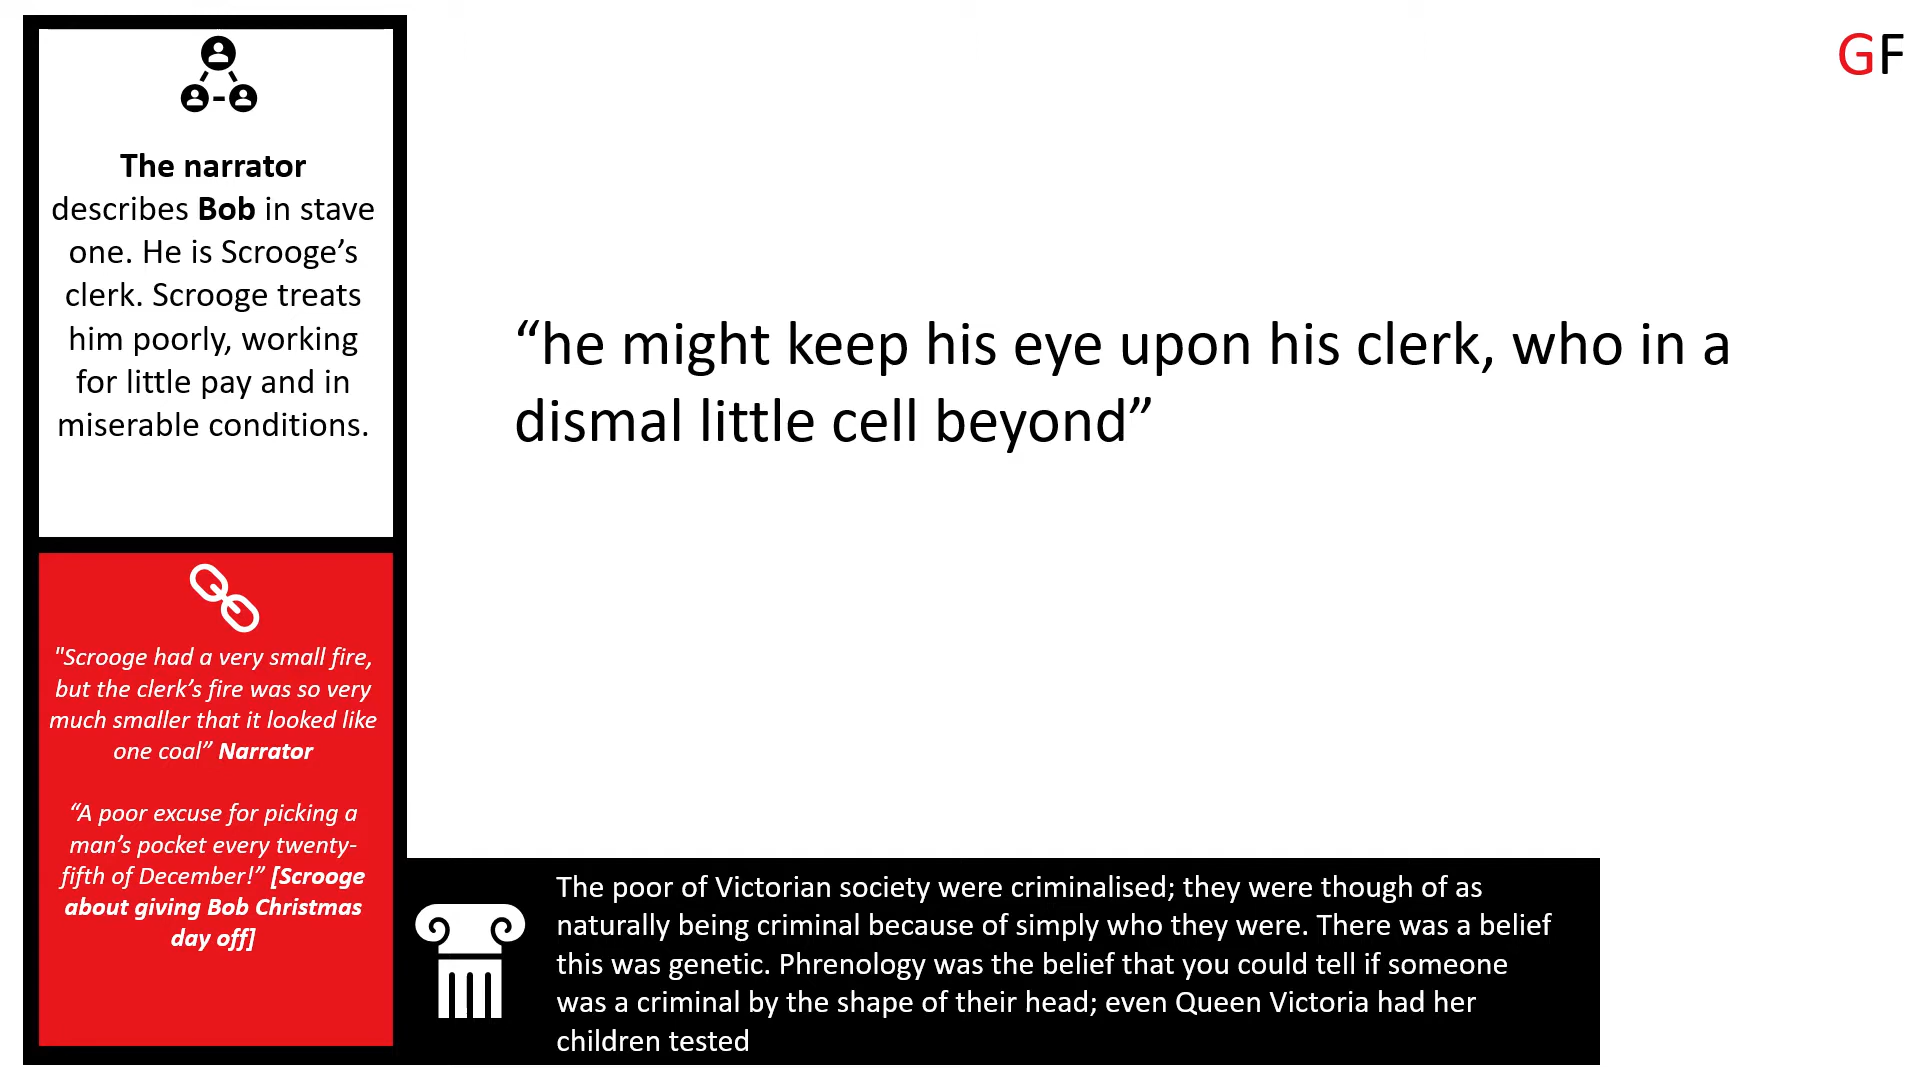 The narrator
describes Bob in stave
one. He is Scrooge’s
clerk. Scrooge treats
him poorly, working
for little pay and in
miserable conditions.
"Scrooge had a very small fire,
but the clerk’s fire was so very
much smaller that it looked like
one coal” Narrator
“A poor excuse for picking a
man’s pocket every twenty-
fifth of December!” [Scrooge
about giving Bob Christmas
day off]
GF
“he might keep his eye upon his clerk, who in a
dismal little cell beyond”
The poor of Victorian society were criminalised; they were though of as
naturally being criminal because of simply who they were. There was a belief
this was genetic. Phrenology was the belief that you could tell if someone
was a criminal by the shape of their head; even Queen Victoria had her
children tested